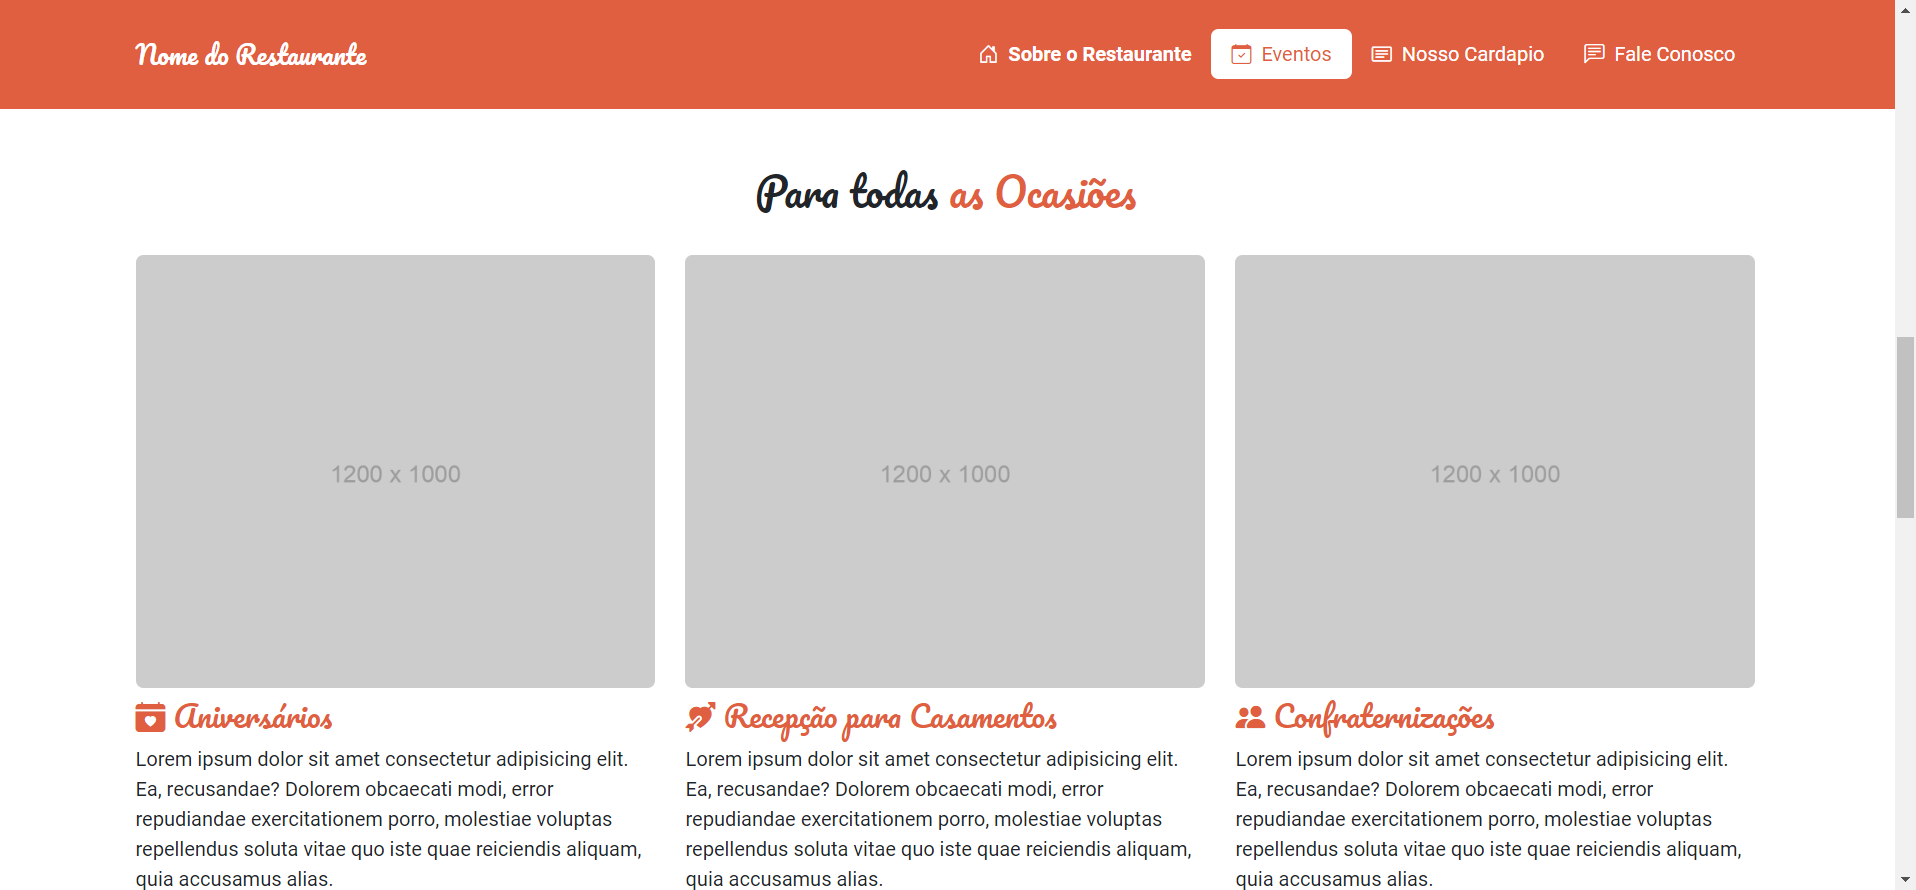 Nome do Restaurante
Sobre o Restaurante
Eventos
Nosso Cardapio
Fale Conosco
Para todas as Ocasiões
1200 x 1000
1200 x 1000
1200 x 1000
Aniversários
Lorem ipsum dolor sit amet consectetur adipisicing elit.
Ea, recusandae? Dolorem obcaecati modi, error
repudiandae exercitationem porro, molestiae voluptas
repellendus soluta vitae quo iste quae reiciendis aliquam,
quia accusamus alias.
Recepção para Casamentos
Lorem ipsum dolor sit amet consectetur adipisicing elit.
Ea, recusandae? Dolorem obcaecati modi, error
repudiandae exercitationem porro, molestiae voluptas
repellendus soluta vitae quo iste quae reiciendis aliquam,
quia accusamus alias.
Confraternizações
Lorem ipsum dolor sit amet consectetur adipisicing elit.
Ea, recusandae? Dolorem obcaecati modi, error
repudiandae exercitationem porro, molestiae voluptas
repellendus soluta vitae quo iste quae reiciendis aliquam,
quia accusamus alias.